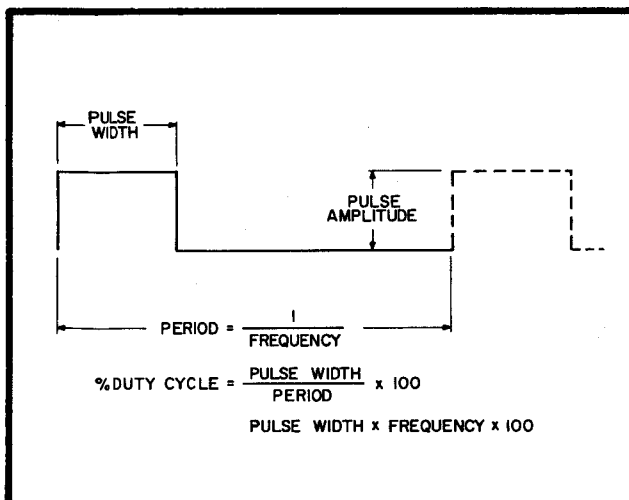 PULSE
WIDTH
PULSE
AMPLITUDE
PERIOD = 1
FREQUENCY
%DUTY CYCLE = PULSE WIDTH
PERIOD x 100
PULSE WIDTH x FREQUENCY x 100